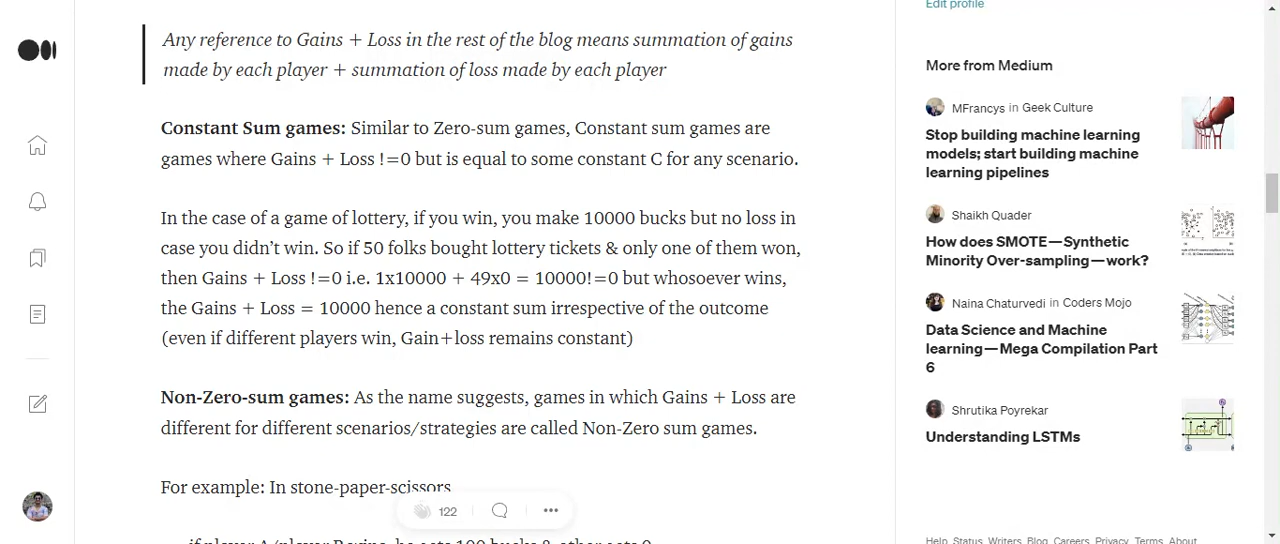 Any reference to Gains + Loss in the rest of the blog means summation of gains
made by each player + summation of loss made by each player
Constant Sum games: Similar to Zero-sum games, Constant sum games are
games where Gains + Loss !=0 but is equal to some constant C for any scenario.
In the case of a game of lottery, if you win, you make 10000 bucks but no loss in
case you didn't win. So if 50 folks bought lottery tickets & only one of them won,
then Gains + Loss !=0 i.e. 1x10000 + 49x0 = 10000!=0 but whosoever wins,
the Gains + Loss = 10000 hence a constant sum irrespective of the outcome
(even if different players win, Gain+loss remains constant)
Non-Zero-sum games: As the name suggests, games in which Gains + Loss are
different for different scenarios/strategies are called Non-Zero sum games.
For example: In stone-paper-scissors
122
Edit profile
More from Medium
MFrancys in Geek Culture
Stop building machine learning
models; start building machine
learning pipelines
Shaikh Quader
How does SMOTE — Synthetic
Minority Over-sampling — work?
Naina Chaturvedi in Coders Mojo
Data Science and Machine
learning — Mega Compilation Part
6
Shrutika Poyrekar
Understanding LSTMs
Help Status Writers Blog Careers Privacy Terms About